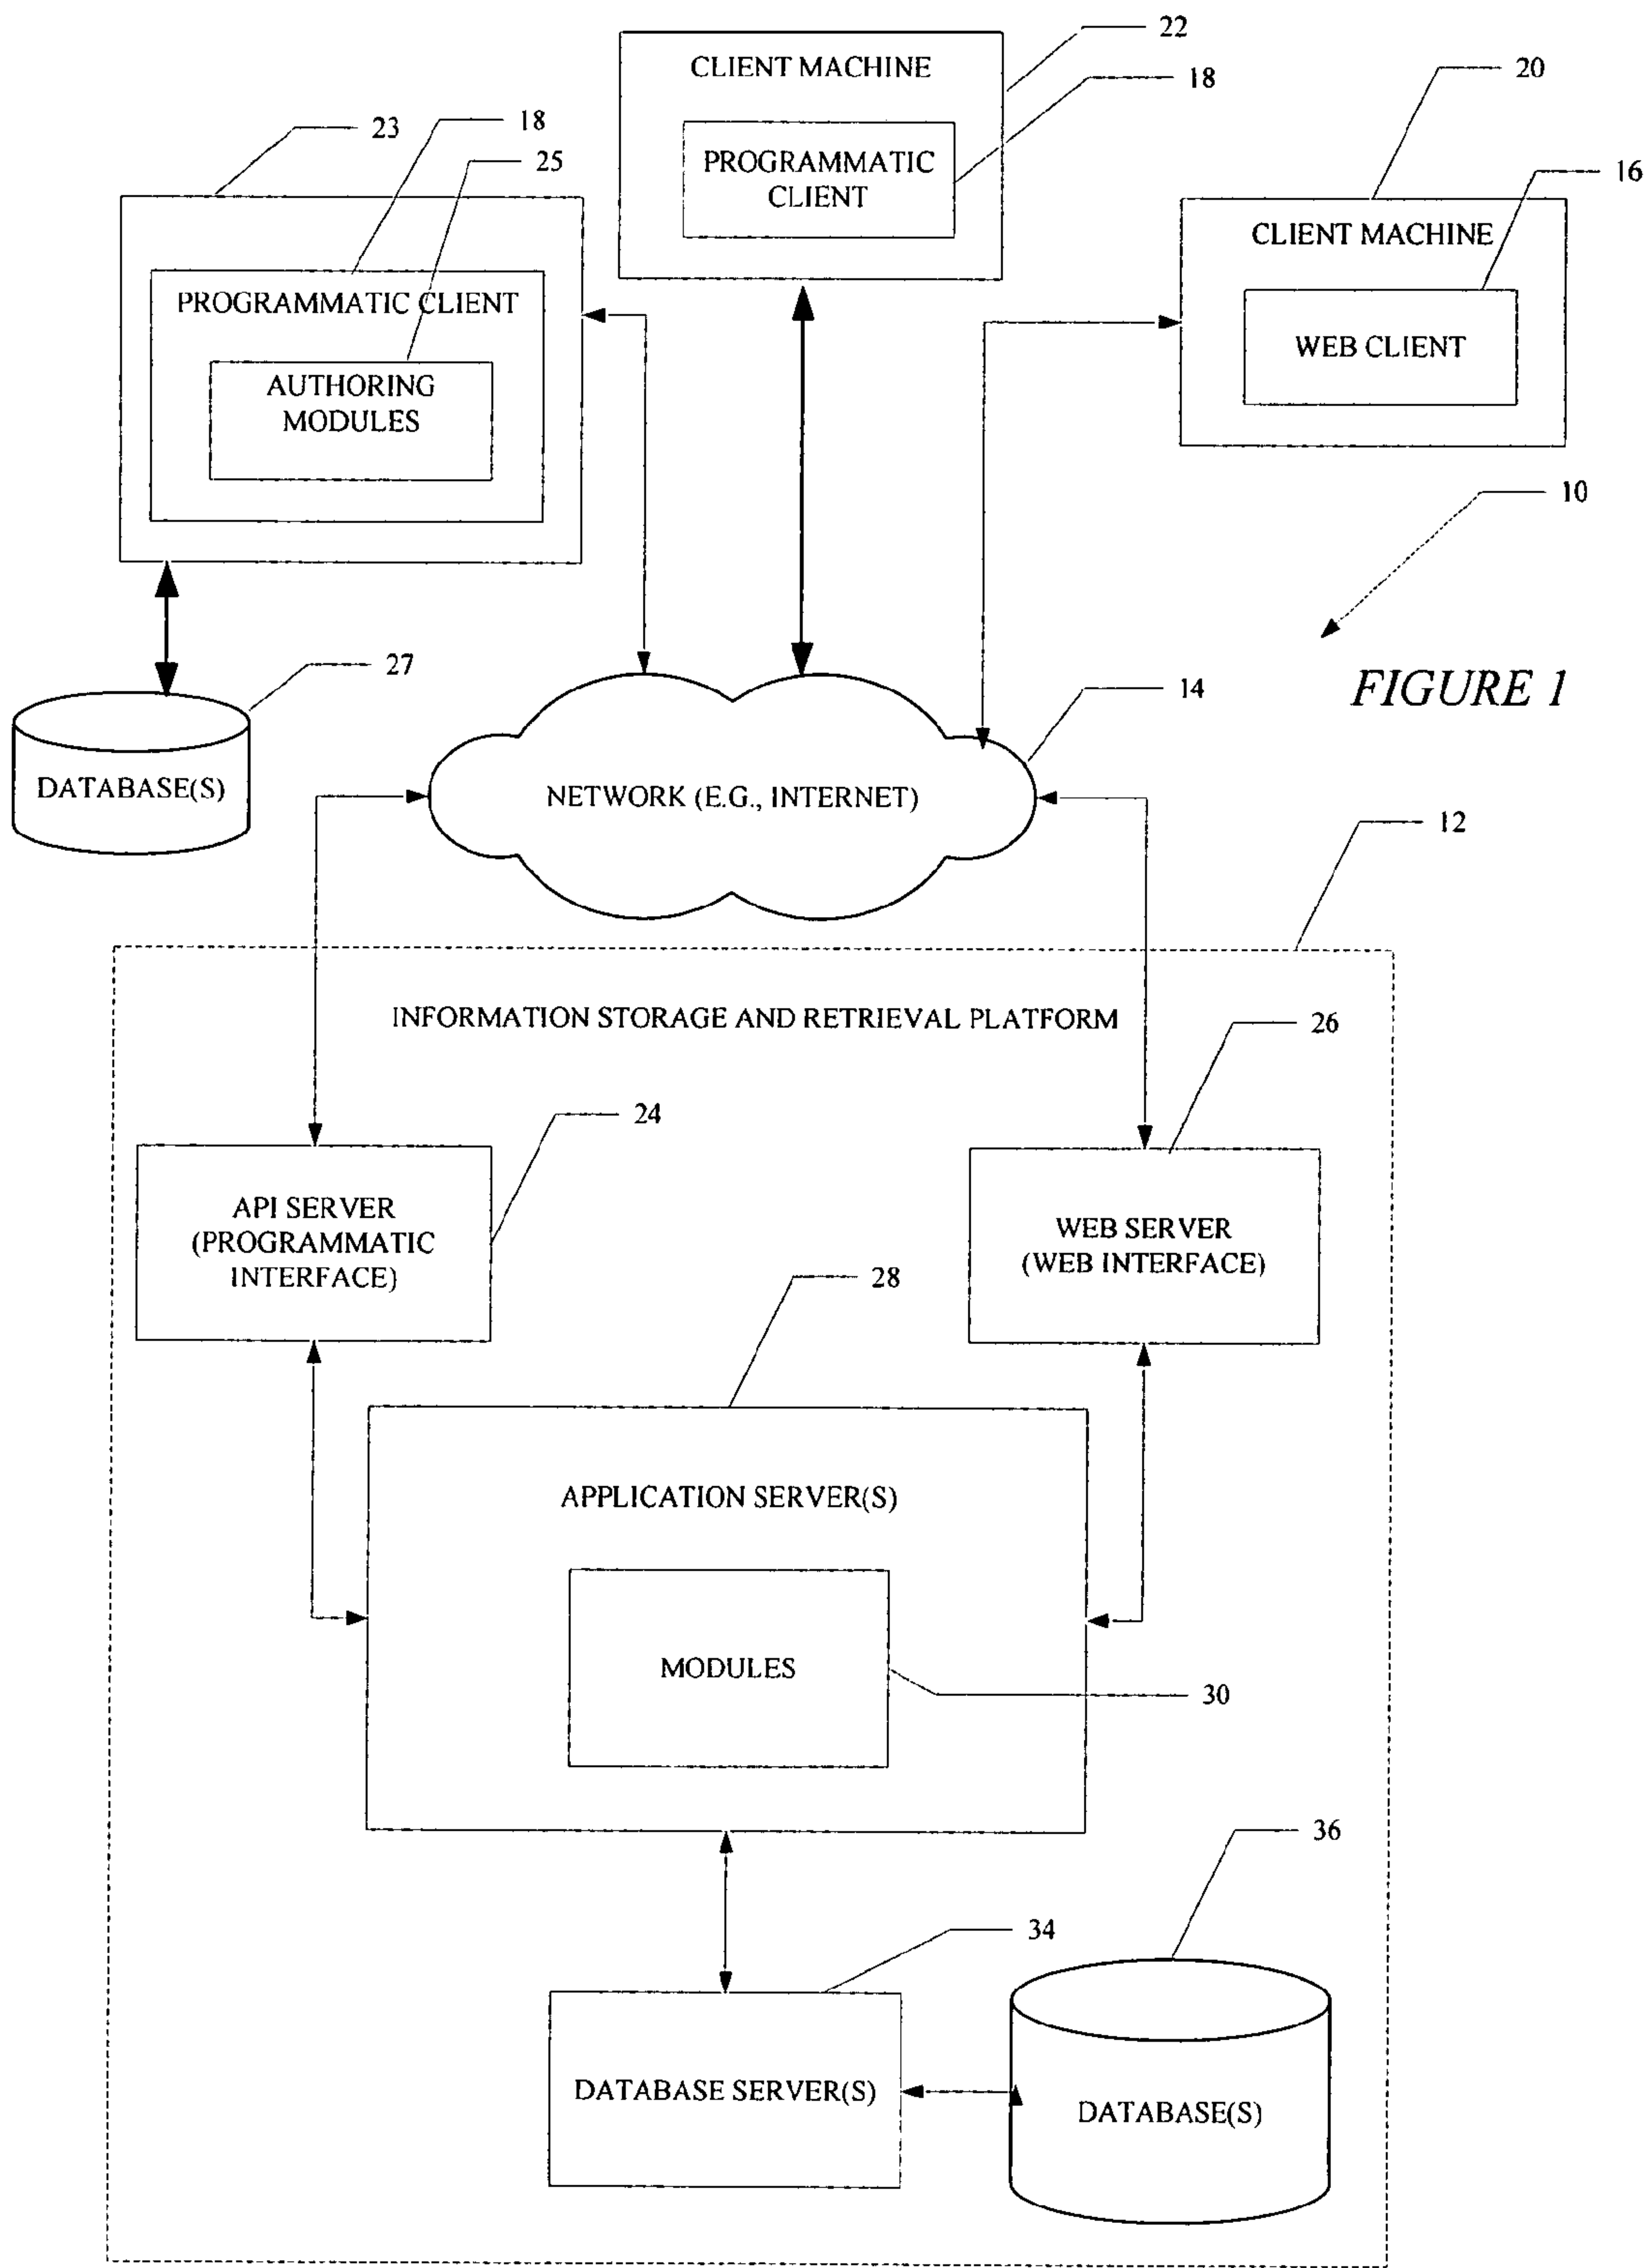 22
CLIENT MACHINE
18
PROGRAMMATIC
CLIENT
20
CLIENT MACHINE
16
WEB CLIENT
23
18
25
PROGRAMMATIC CLIENT
AUTHORING
MODULES
10
FIGURE 1
27
DATABASE(S)
14
NETWORK (E.G., INTERNET)
12
INFORMATION STORAGE AND RETRIEVAL PLATFORM
24
API SERVER
(PROGRAMMATIC
INTERFACE)
26
WEB SERVER
(WEB INTERFACE)
28
APPLICATION SERVER(S)
MODULES
30
34
DATABASE SERVER(S)
36
DATABASE(S)